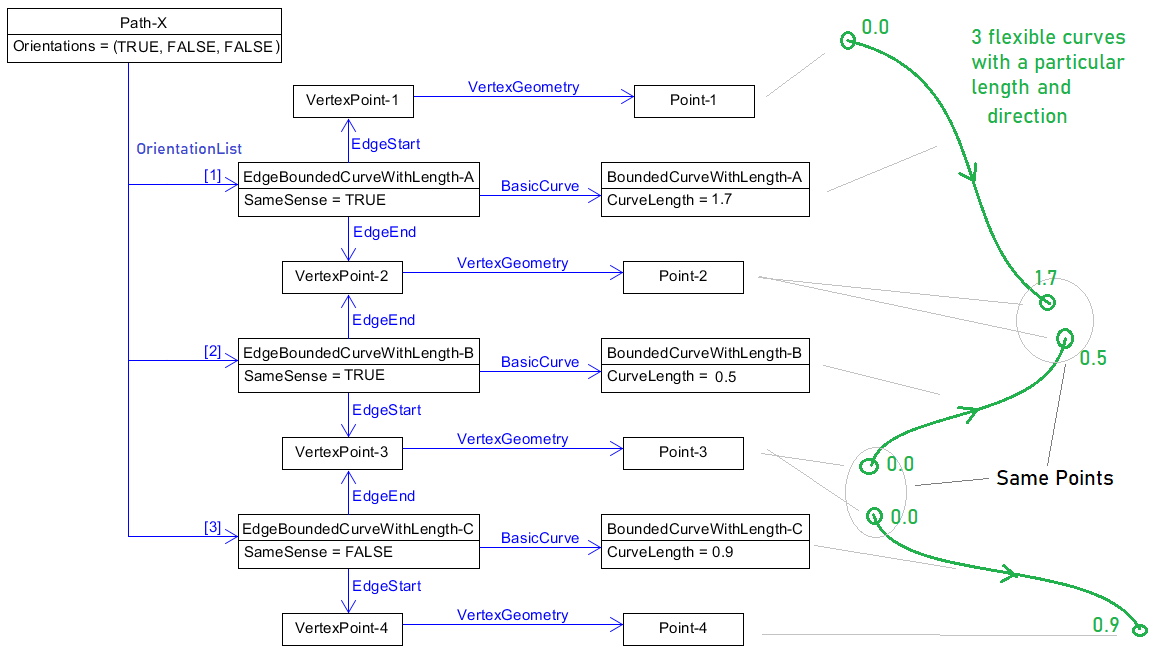 Path-X
Orientations = (TRUE, FALSE, FALSE)
0.0
3 flexible curves
with a particular
length and
direction
VertexPoint-1
VertexGeometry
Point-1
OrientationList
EdgeStart
[1]
EdgeBoundedCurveWithLength-A
SameSense = TRUE
BasicCurve
BoundedCurveWithLength-A
CurveLength = 1.7
EdgeEnd
VertexPoint-2
VertexGeometry
Point-2
1.7
EdgeEnd
[2]
EdgeBoundedCurveWithLength-B
SameSense = TRUE
BasicCurve
BoundedCurveWithLength-B
CurveLength = 0.5
0.5
EdgeStart
VertexPoint-3
VertexGeometry
Point-3
0.0
Same Points
EdgeEnd
0.0
[3]
EdgeBoundedCurveWithLength-C
SameSense = FALSE
BasicCurve
BoundedCurveWithLength-C
CurveLength = 0.9
EdgeStart
VertexPoint-4
VertexGeometry
Point-4
0.9